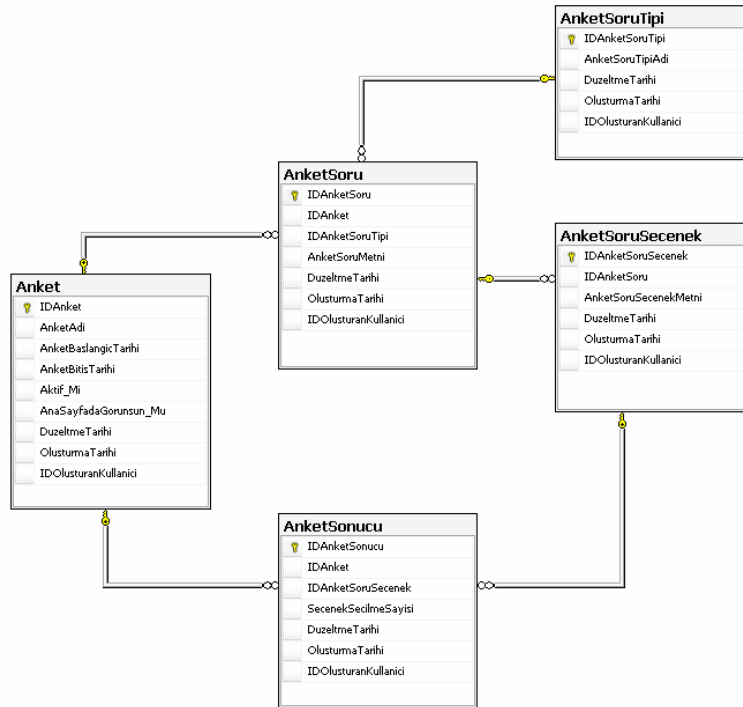 AnketSoruTipi
IDAnketSoruTipi
AnketSoruTipiAdi
DuzeltmeTarihi
OlusturmaTarihi
IDOlusturanKullanici
AnketSoru
IDAnketSoru
IDAnket
IDAnketSoruTipi
AnketSoruMetni
DuzeltmeTarihi
OlusturmaTarihi
IDOlusturanKullanici
AnketSoruSecenek
IDAnketSoruSecenek
IDAnketSoru
AnketSoruSecenekMetni
DuzeltmeTarihi
OlusturmaTarihi
IDOlusturanKullanici
Anket
IDAnket
AnketAdi
AnketBaslangicTarihi
AnketBitisTarihi
Aktif_Mi
AnaSayfadaGorunsun_Mu
DuzeltmeTarihi
OlusturmaTarihi
IDOlusturanKullanici
AnketSonucu
IDAnketSonucu
IDAnket
IDAnketSoruSecenek
SecenekSecilmeSayisi
DuzeltmeTarihi
OlusturmaTarihi
IDOlusturanKullanici